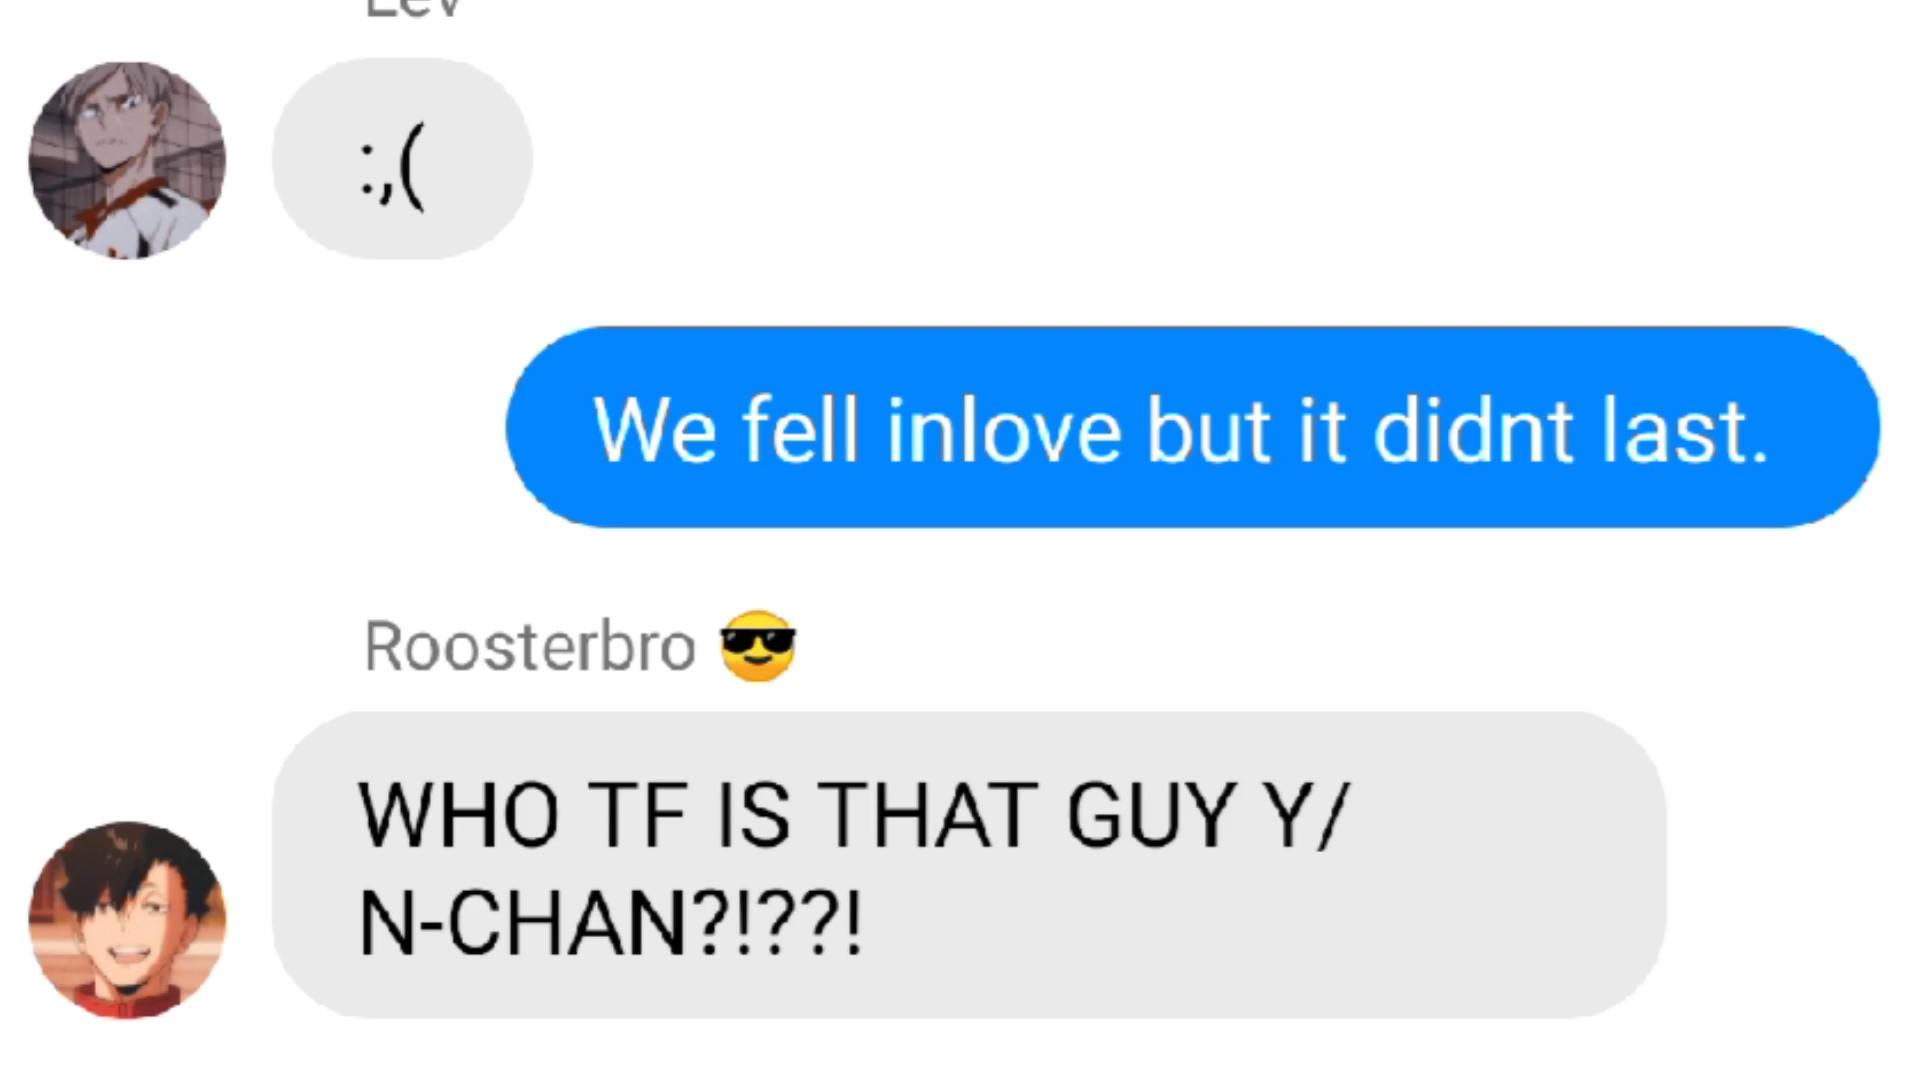 Lev
:,(
We fell inlove but it didnt last.
Roosterbro 😎
WHO TF IS THAT GUY Y/
N-CHAN?!??!